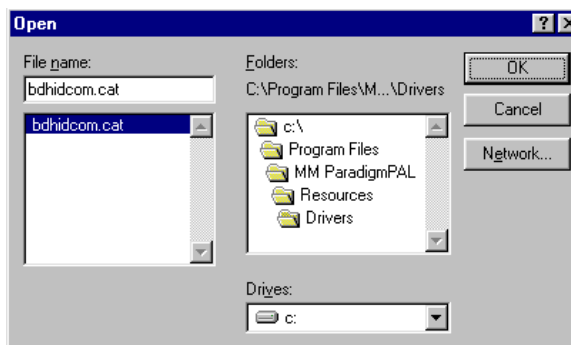 Open
File name:
bdhidcom.cat
bdhidcom.cat
Folders:
C:\Program Files\M...\Drivers
c:\
Program Files
MM ParadigmPAL
Resources
Drivers
Drives:
c:
OK
Cancel
Network...